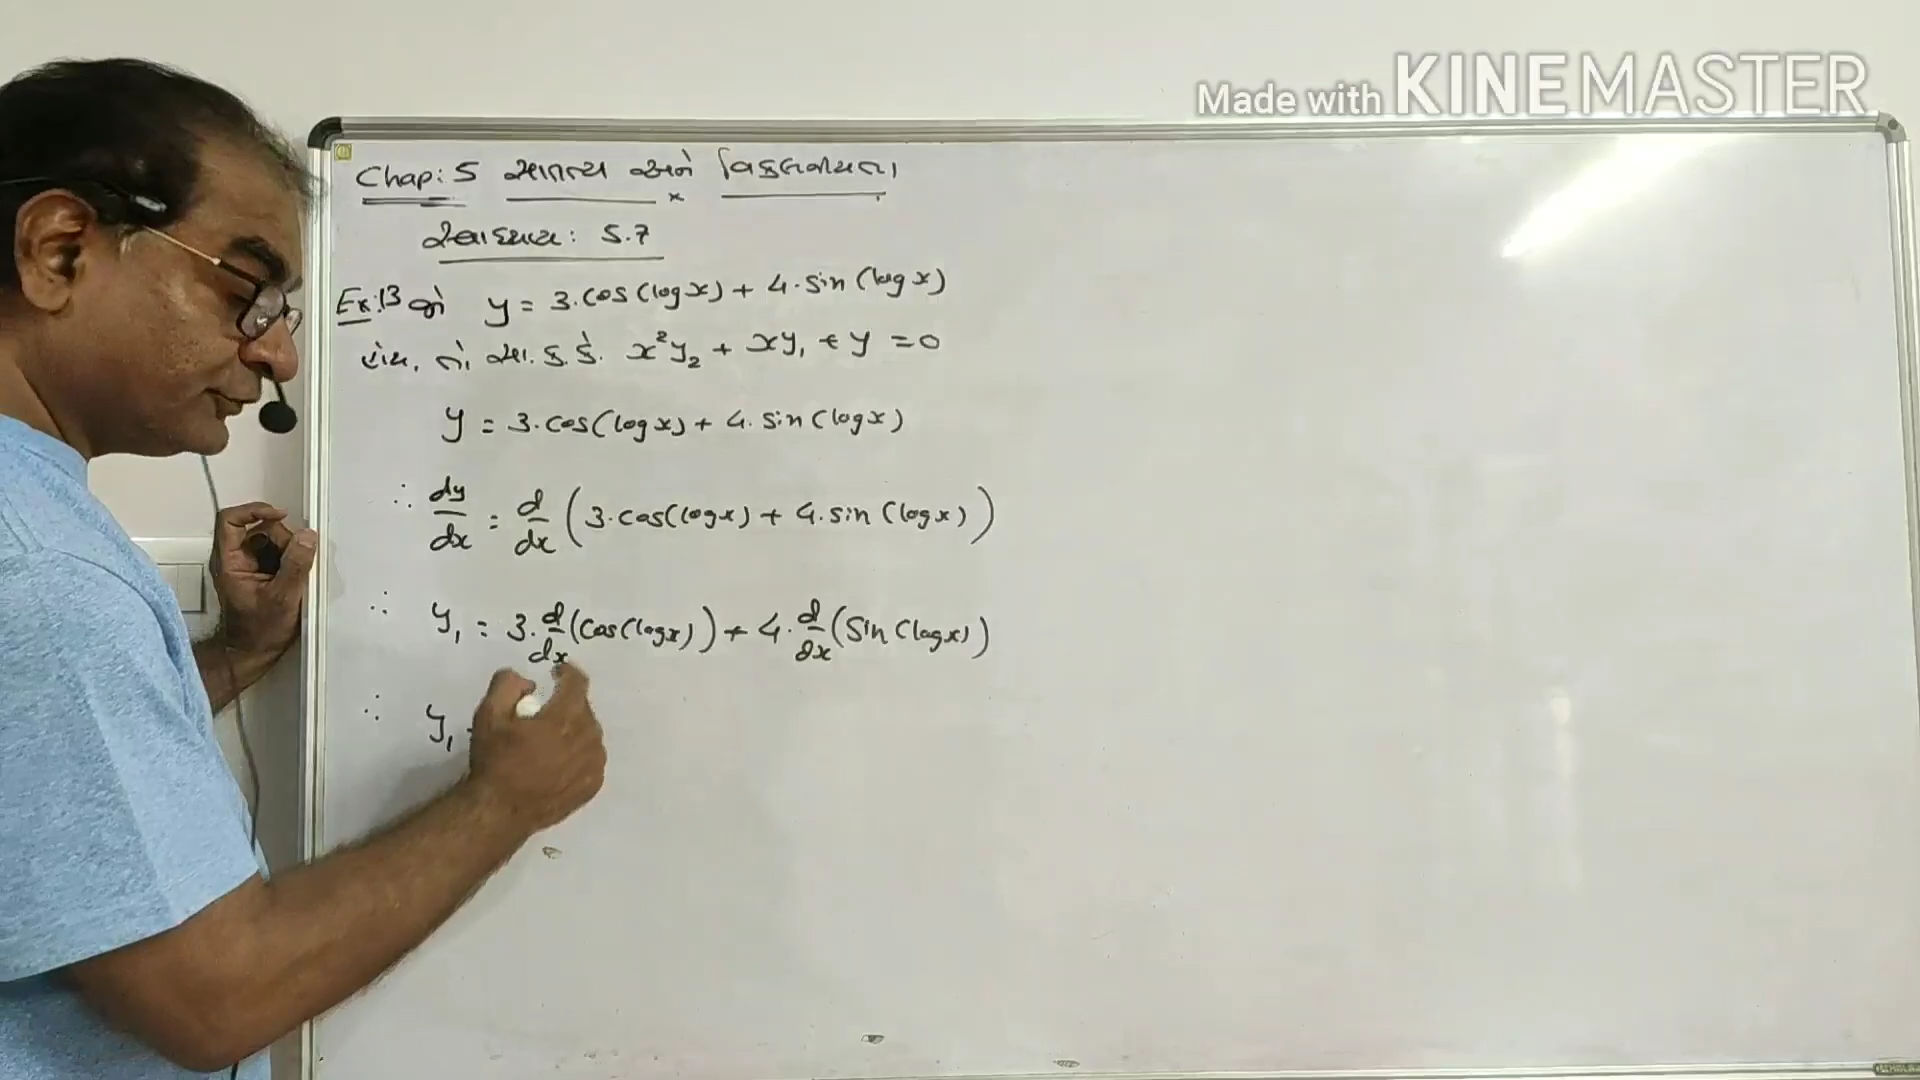 Made with KINEMASTER
Chap: 5 સાતત્ય અને વિકલનીયતા
સ્વાધ્યાય: 5.7
Ex:13 જો y = 3.cos(log x) + 4.sin(log x)
હોય, તો સા. ક. કે. x²y₂ + xy₁ + y = 0
y = 3.cos(log x) + 4.sin(log x)
∴ dy/dx = d/dx (3.cos(log x) + 4.sin(log x))
∴ y₁ = 3.d/dx(cos(log x)) + 4.d/dx(sin(log x))
∴ y₁ =